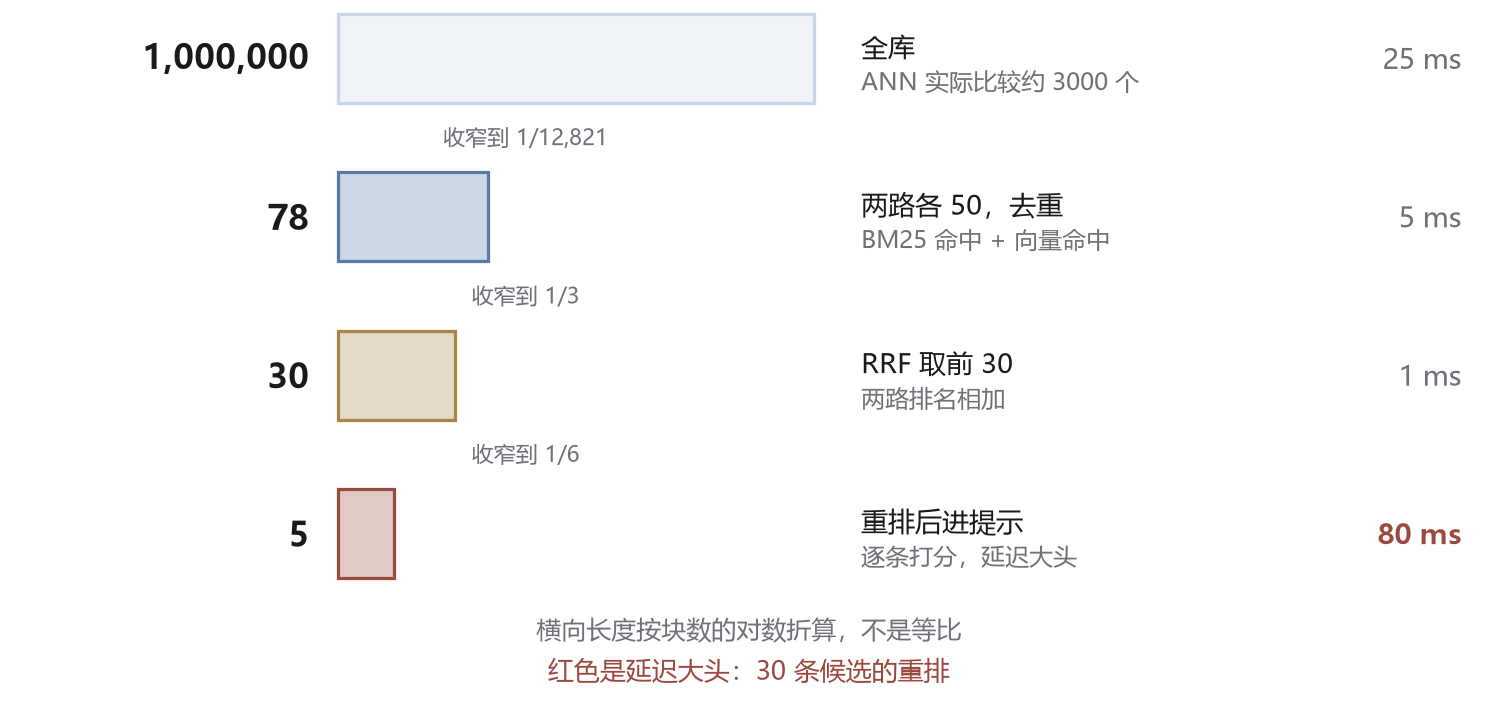 1,000,000
全库
ANN 实际比较约 3000 个
25 ms
收窄到 1/12,821
78
两路各 50，去重
BM25 命中 + 向量命中
5 ms
收窄到 1/3
30
RRF 取前 30
两路排名相加
1 ms
收窄到 1/6
5
重排后进提示
逐条打分，延迟大头
80 ms
横向长度按块数的对数折算，不是等比
红色是延迟大头：30 条候选的重排